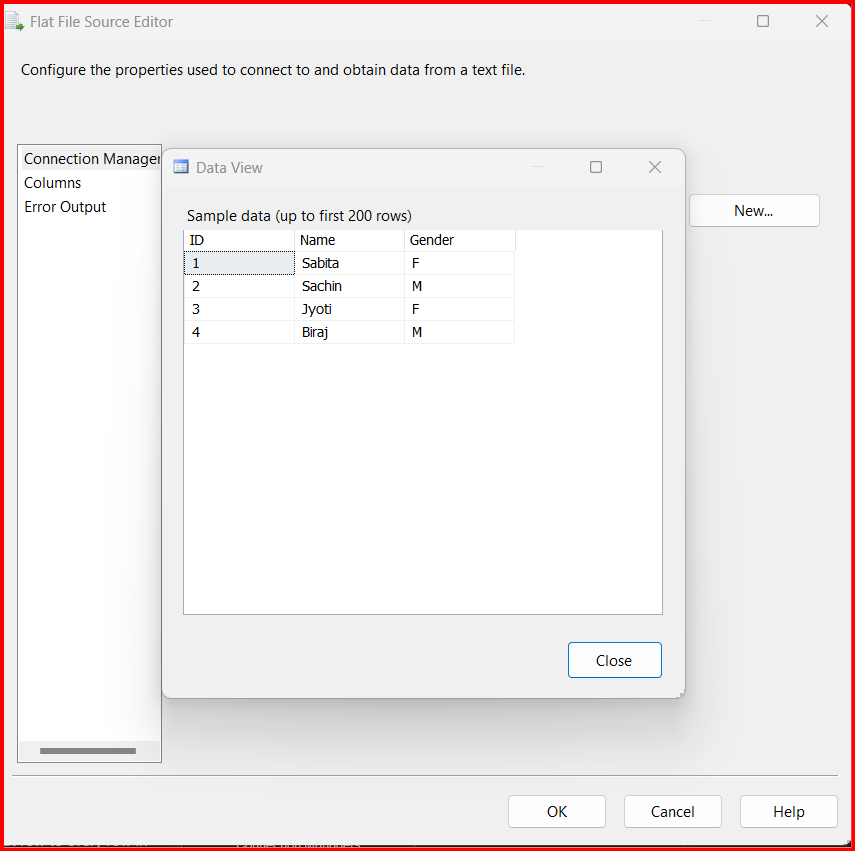 Flat File Source Editor
Configure the properties used to connect to and obtain data from a text file.
Connection Manager
Columns
Error Output
Data View
Sample data (up to first 200 rows)
ID Name Gender
1 Sabita F
2 Sachin M
3 Jyoti F
4 Biraj M
New...
Close
OK Cancel Help